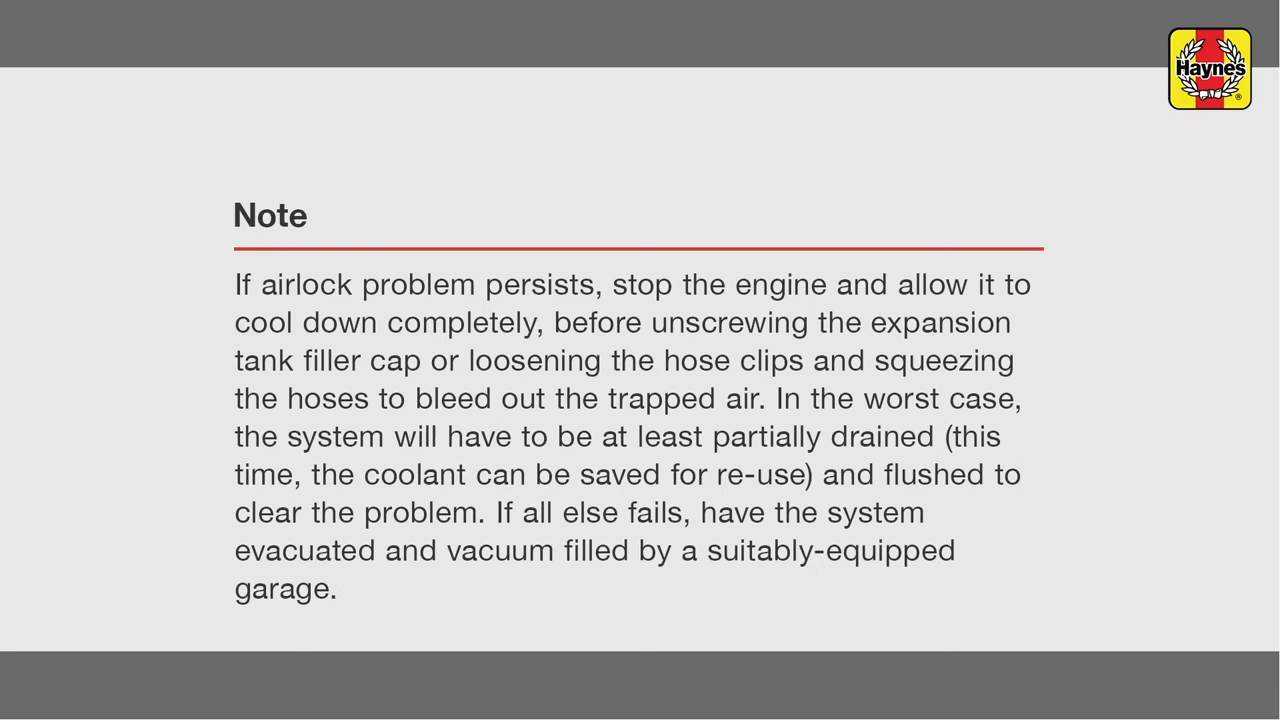 Haynes
Note
If airlock problem persists, stop the engine and allow it to
cool down completely, before unscrewing the expansion
tank filler cap or loosening the hose clips and squeezing
the hoses to bleed out the trapped air. In the worst case,
the system will have to be at least partially drained (this
time, the coolant can be saved for re-use) and flushed to
clear the problem. If all else fails, have the system
evacuated and vacuum filled by a suitably-equipped
garage.